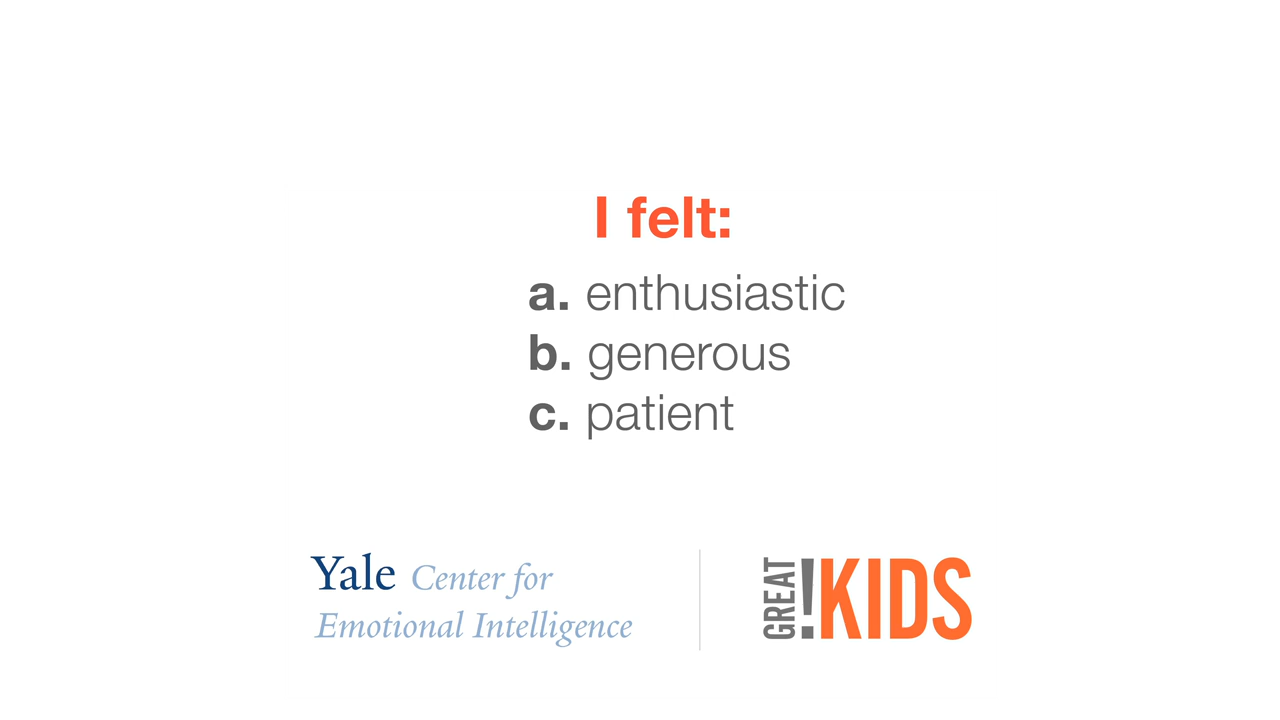 I felt:
a. enthusiastic
b. generous
c. patient
Yale Center for
Emotional Intelligence
GREAT!KIDS